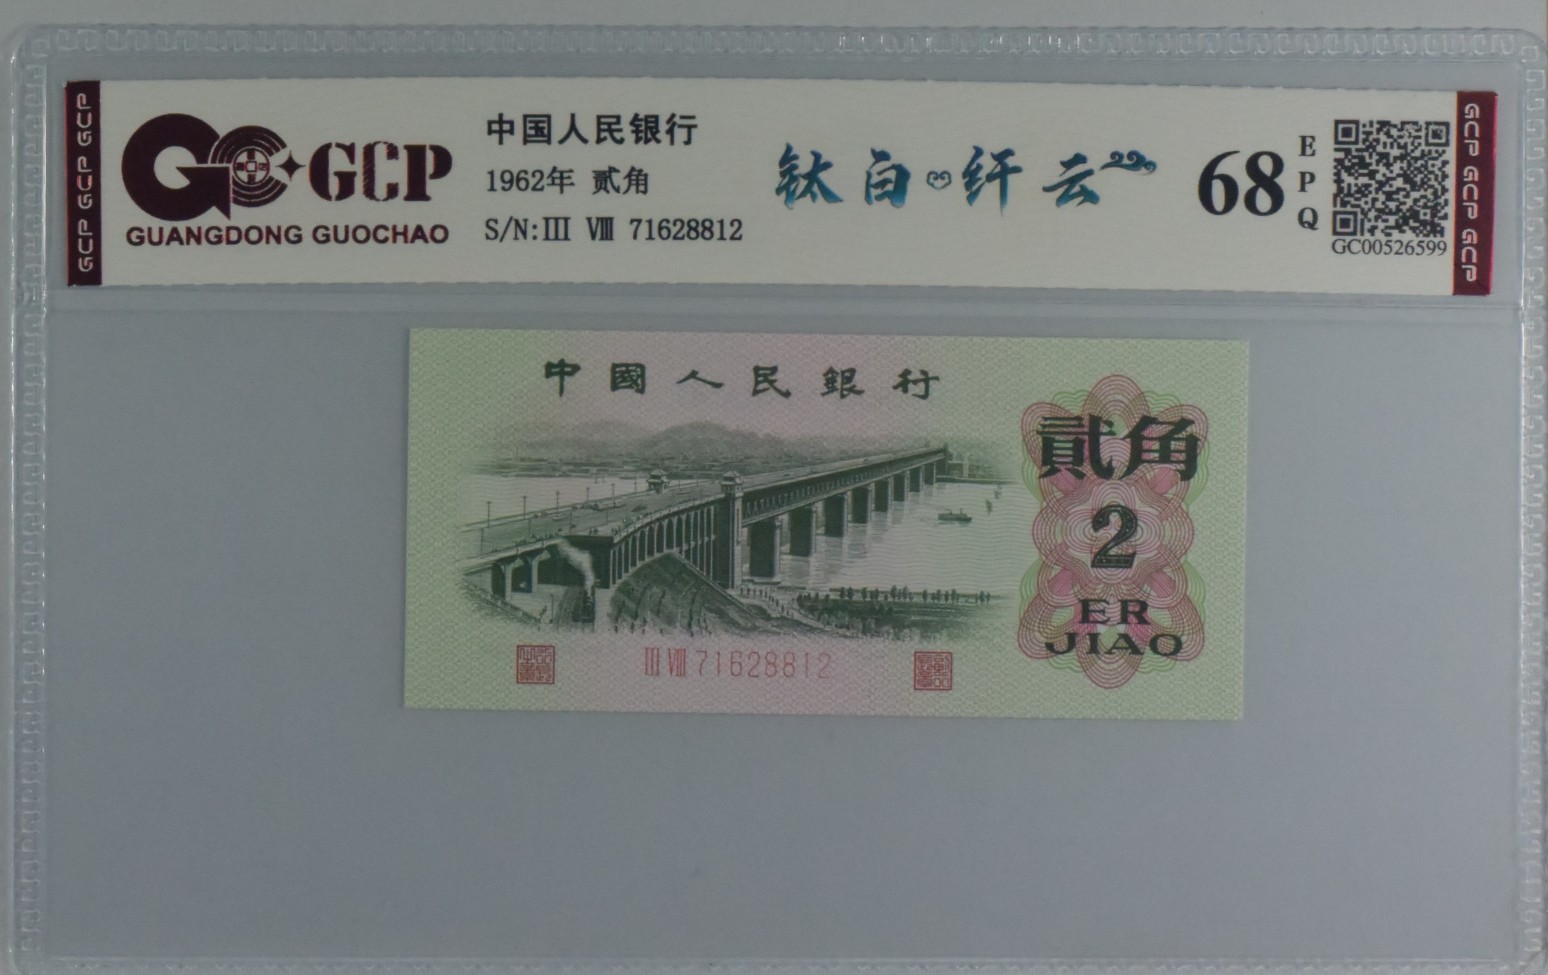 GCP GCP GCP
GCP
GUANGDONG GUOCHAO
中国人民银行
1962年 贰角
S/N:III VIII 71628812
钛白纤云
68
EPQ
GC00526599
GCP GCP GCP
中國人民銀行
貳角
2
ER
JIAO
III VIII 71628812